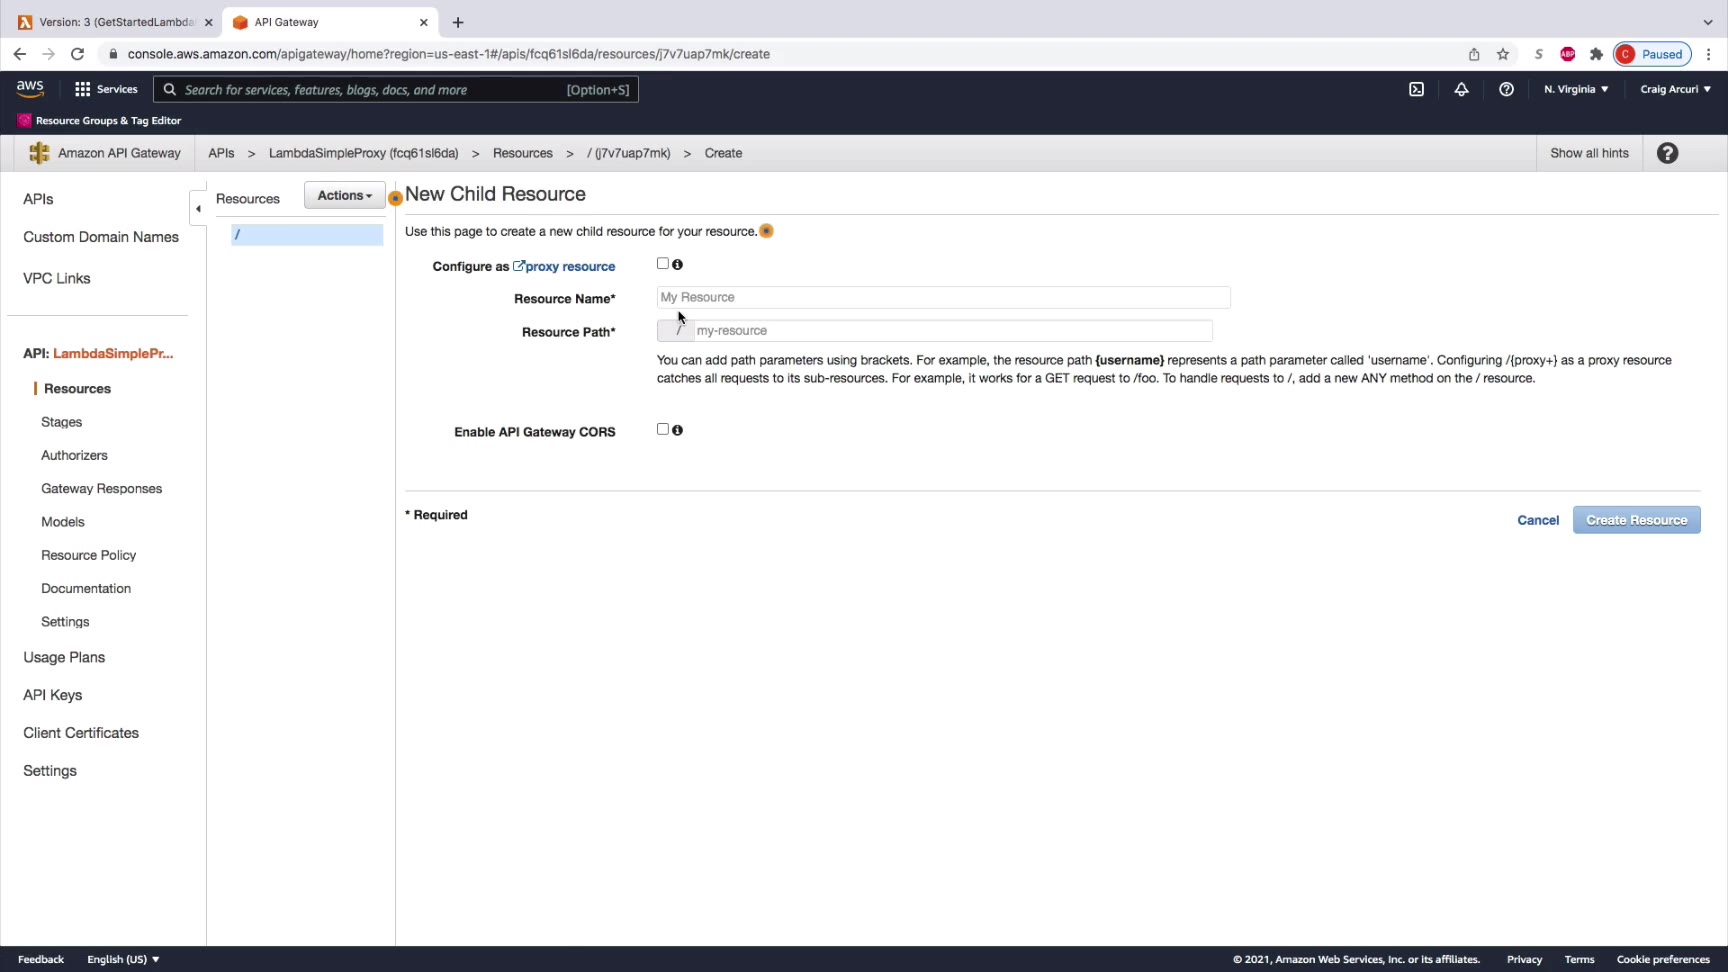 Version: 3 (GetStartedLambda
API Gateway
console.aws.amazon.com/apigateway/home?region=us-east-1#/apis/fcq61sl6da/resources/j7v7uap7mk/create
S
ABP
C Paused
aws
Services
Search for services, features, blogs, docs, and more [Option+S]
N. Virginia
Craig Arcuri
Resource Groups & Tag Editor
Amazon API Gateway
APIs > LambdaSimpleProxy (fcq61sl6da) > Resources > / (j7v7uap7mk) > Create
Show all hints
?
APIs
Custom Domain Names
VPC Links
API: LambdaSimplePr...
Resources
Stages
Authorizers
Gateway Responses
Models
Resource Policy
Documentation
Settings
Usage Plans
API Keys
Client Certificates
Settings
Resources
Actions
/
New Child Resource
Use this page to create a new child resource for your resource.
Configure as proxy resource
Resource Name* My Resource
Resource Path* / my-resource
You can add path parameters using brackets. For example, the resource path {username} represents a path parameter called 'username'. Configuring /{proxy+} as a proxy resource
catches all requests to its sub-resources. For example, it works for a GET request to /foo. To handle requests to /, add a new ANY method on the / resource.
Enable API Gateway CORS
* Required
Cancel
Create Resource
Feedback
English (US)
© 2021, Amazon Web Services, Inc. or its affiliates.
Privacy
Terms
Cookie preferences